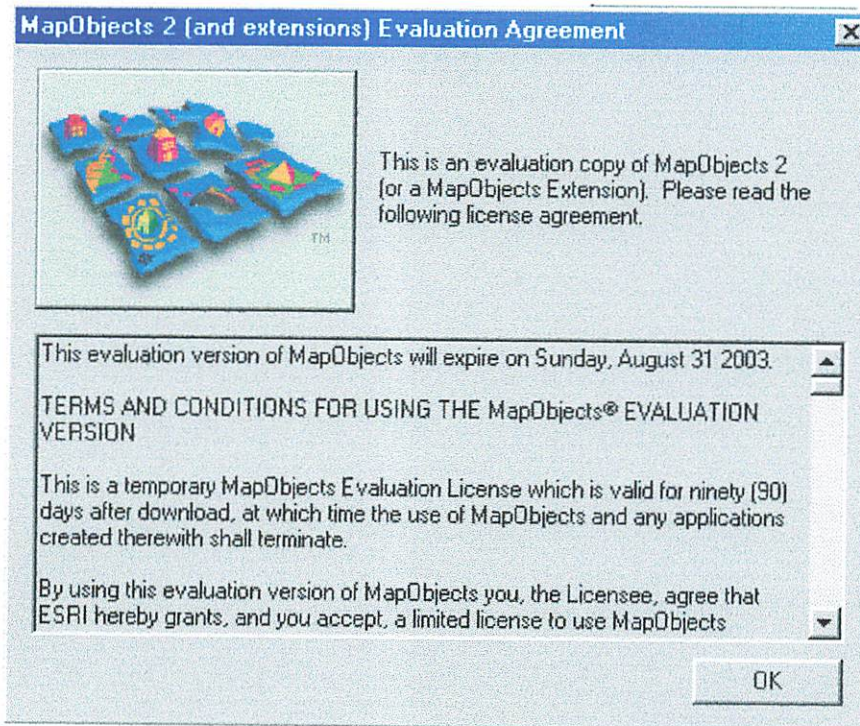 MapObjects 2 (and extensions) Evaluation Agreement
This is an evaluation copy of MapObjects 2
(or a MapObjects Extension). Please read the
following license agreement.
TM
This evaluation version of MapObjects will expire on Sunday, August 31 2003.
TERMS AND CONDITIONS FOR USING THE MapObjects® EVALUATION
VERSION
This is a temporary MapObjects Evaluation License which is valid for ninety (90)
days after download, at which time the use of MapObjects and any applications
created therewith shall terminate.
By using this evaluation version of MapObjects you, the Licensee, agree that
ESRI hereby grants, and you accept, a limited license to use MapObjects
OK